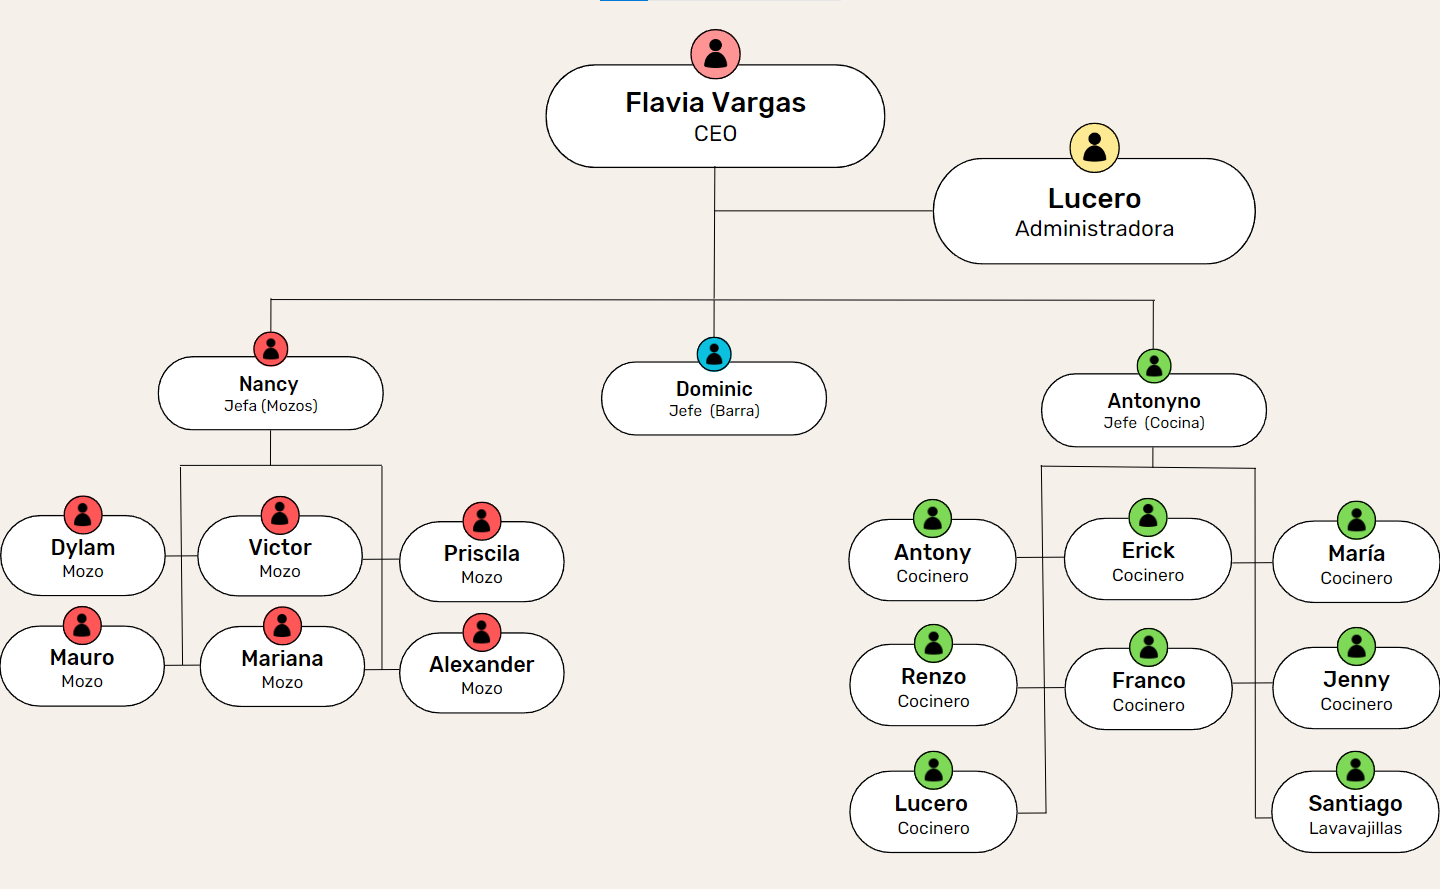 Flavia Vargas
CEO
Lucero
Administradora
Nancy
Jefa (Mozos)
Dominic
Jefe (Barra)
Antonyno
Jefe (Cocina)
Dylam
Mozo
Victor
Mozo
Priscila
Mozo
Mauro
Mozo
Mariana
Mozo
Alexander
Mozo
Antony
Cocinero
Erick
Cocinero
María
Cocinero
Renzo
Cocinero
Franco
Cocinero
Jenny
Cocinero
Lucero
Cocinero
Santiago
Lavavajillas